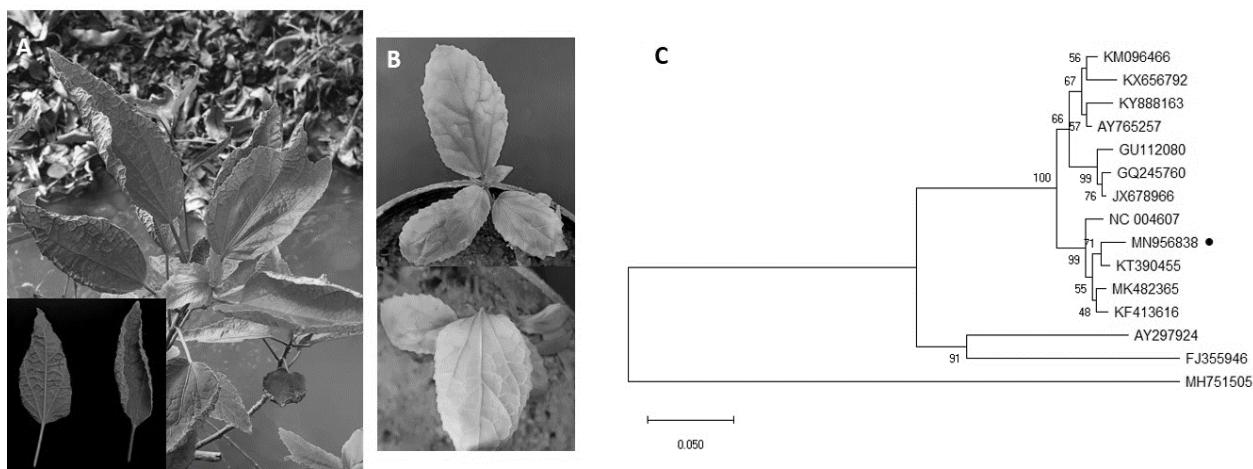 A
B
C
56
KM096466
67
KX656792
KY888163
66
57
AY765257
GU112080
100
99
GQ245760
76
JX678966
NC 004607
71
MN956838
99
KT390455
55
MK482365
48
KF413616
AY297924
91
FJ355946
MH751505
0.050